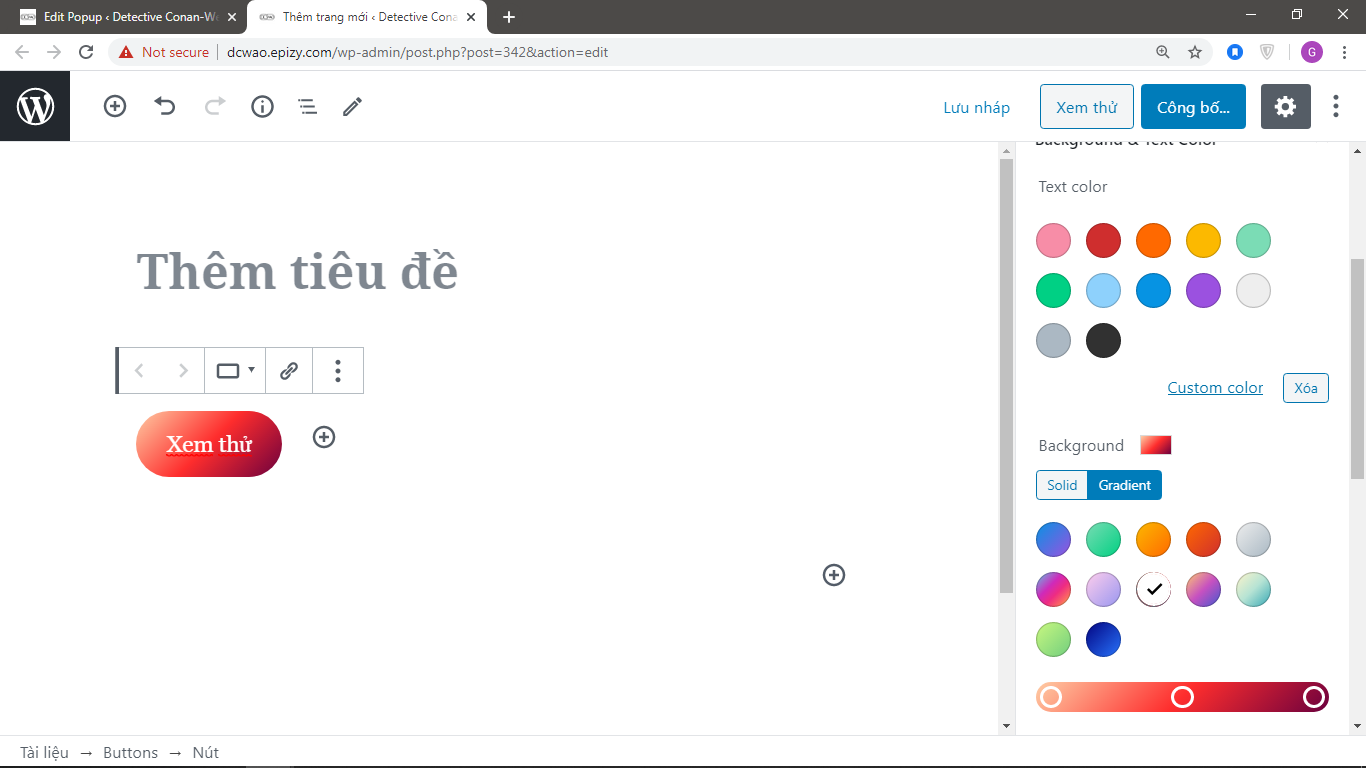 Edit Popup ‹ Detective Conan-W
Thêm trang mới ‹ Detective Cona
Not secure
dcwao.epizy.com/wp-admin/post.php?post=342&action=edit
G
Lưu nháp
Xem thử
Công bố...
Background & Text Color
Thêm tiêu đề
Text color
Custom color
Xóa
Xem thử
Background
Solid
Gradient
Tài liệu → Buttons → Nút